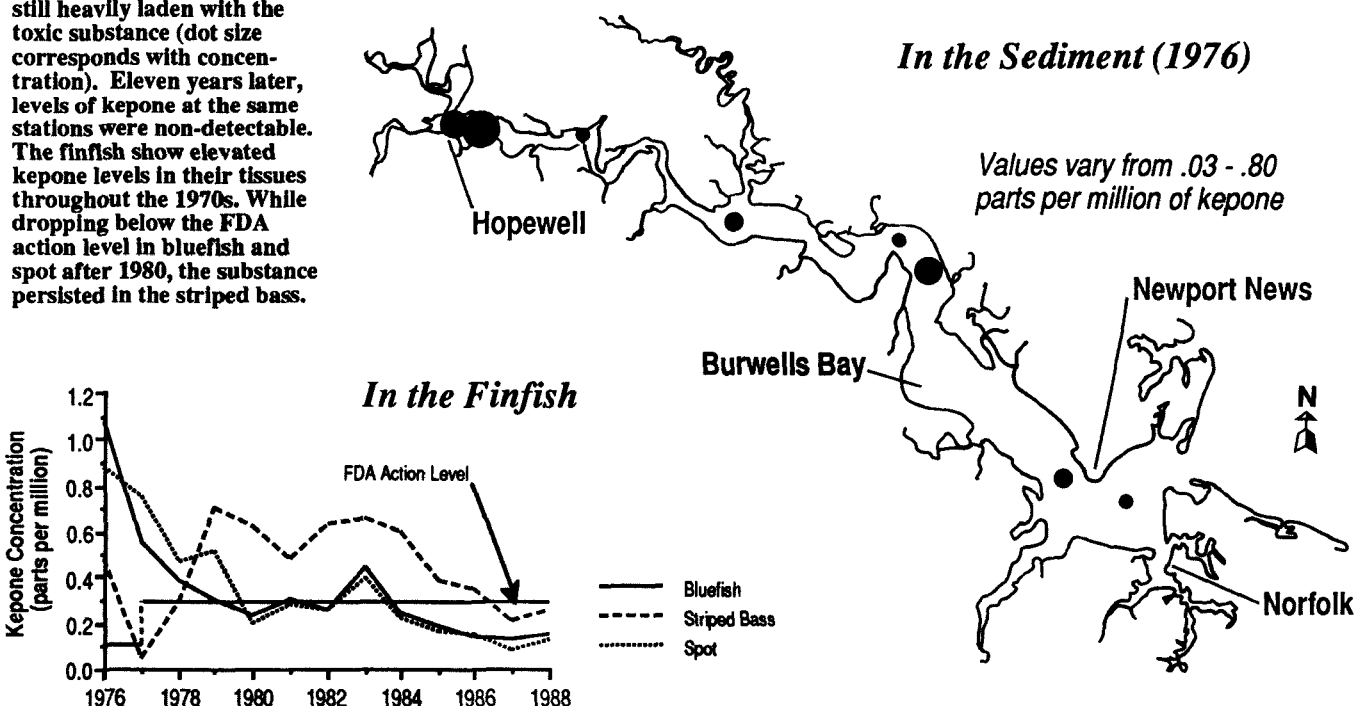 still heavily laden with the
toxic substance (dot size
corresponds with concen-
tration). Eleven years later,
levels of kepone at the same
stations were non-detectable.
The finfish show elevated
kepone levels in their tissues
throughout the 1970s. While
dropping below the FDA
action level in bluefish and
spot after 1980, the substance
persisted in the striped bass.
In the Sediment (1976)
Values vary from .03 - .80
parts per million of kepone
Hopewell
Newport News
Burwells Bay
N
Norfolk
In the Finfish
Kepone Concentration
(parts per million)
1.2
1.0
0.8
0.6
0.4
0.2
0.0
1976 1978 1980 1982 1984 1986 1988
FDA Action Level
Bluefish
Striped Bass
Spot